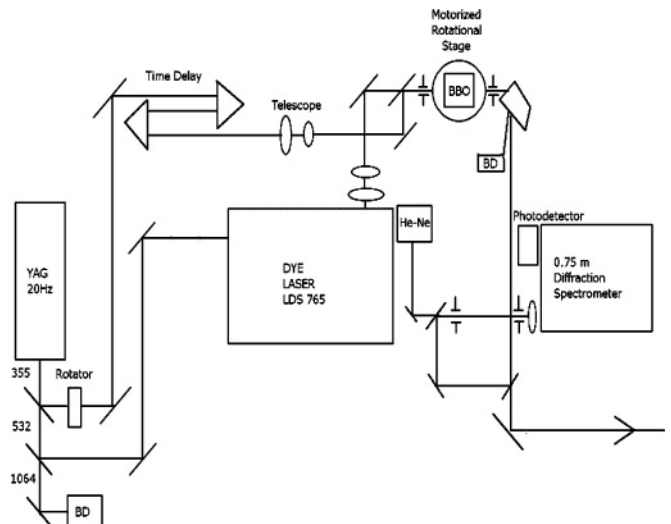 Motorized
Rotational
Stage
Time Delay
BBO
Telescope
BD
He-Ne
Photodetector
YAG
20Hz
DYE
LASER
LDS 765
0.75 m
Diffraction
Spectrometer
355
Rotator
532
1064
BD